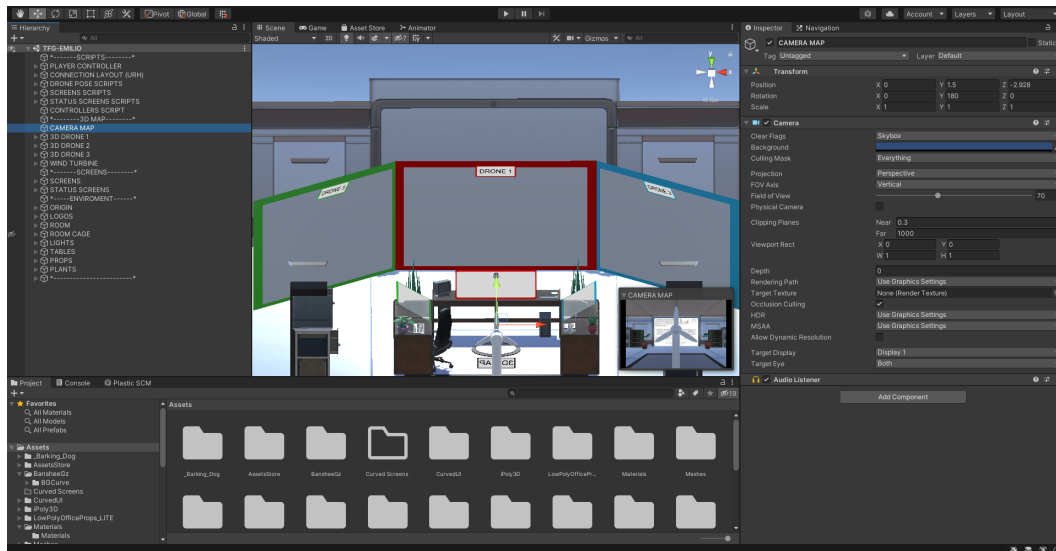 Pivot Global Account Layers Layout
Hierarchy
All
TFG-EMILIO
*-------SCRIPTS--------*
PLAYER CONTROLLER
CONNECTION LAYOUT (URH)
DRONE POSE SCRIPTS
SCREENS SCRIPTS
STATUS SCREENS SCRIPTS
CONTROLLERS SCRIPT
*--------3D MAP--------*
CAMERA MAP
3D DRONE 1
3D DRONE 2
3D DRONE 3
WIND TURBINE
*-------SCREENS-------*
SCREENS
STATUS SCREENS
*-----ENVIROMENT------*
ORIGIN
LOGOS
ROOM
ROOM CAGE
LIGHTS
TABLES
PROPS
PLANTS
Scene Game Asset Store Animator
Shaded 2D 7 Gizmos All
DRONE 1
CAMERA MAP
Inspector Navigation
CAMERA MAP Static
Tag Untagged Layer Default
Transform
Position X 0 Y 1.5 Z -2.928
Rotation X 0 Y 180 Z 0
Scale X 1 Y 1 Z 1
Camera
Clear Flags Skybox
Background
Culling Mask Everything
Projection Perspective
FOV Axis Vertical
Field of View 70
Physical Camera
Clipping Planes Near 0.3
Far 1000
Viewport Rect X 0 Y 0
W 1 H 1
Depth 0
Rendering Path Use Graphics Settings
Target Texture None (Render Texture)
Occlusion Culling
HDR Use Graphics Settings
MSAA Use Graphics Settings
Allow Dynamic Resolution
Target Display Display 1
Target Eye Both
Audio Listener
Add Component
Project Console Plastic SCM
19
Favorites
All Materials
All Models
All Prefabs
Assets
_Barking_Dog
AssetsStore
BansheeGz
BGCurve
Curved Screens
CurvedUI
iPoly3D
LowPolyOfficeProps_LITE
Materials
Materials
Assets
_Barking_Dog AssetsStore BansheeGz Curved Screens CurvedUI iPoly3D LowPolyOfficePr... Materials Meshes